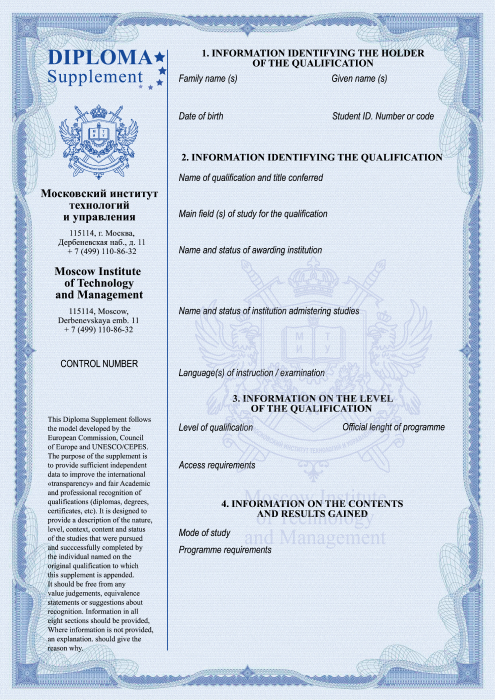 DIPLOMA
Supplement
Московский институт
технологий
и управления
115114, г. Москва,
Дербеневская наб., д. 11
+ 7 (499) 110-86-32
Moscow Institute
of Technology
and Management
115114, Moscow,
Derbenevskaya emb. 11
+ 7 (499) 110-86-32
CONTROL NUMBER
This Diploma Supplement follows
the model developed by the
European Commission, Council
of Europe and UNESCO/CEPES.
The purpose of the supplement is
to provide sufficient independent
data to improve the international
«transparency» and fair Academic
and professional recognition of
qualifications (diplomas, degrees,
certificates, etc). It is designed to
provide a description of the nature,
level, context, content and status
of the studies that were pursued
and successfully completed by
the individual named on the
original qualification to which
this supplement is appended.
It should be free from any
value judgements, equivalence
statements or suggestions about
recognition. Information in all
eight sections should be provided,
Where information is not provided,
an explanation. should give the
reason why.
1. INFORMATION IDENTIFYING THE HOLDER
OF THE QUALIFICATION
Family name (s) Given name (s)
Date of birth Student ID. Number or code
2. INFORMATION IDENTIFYING THE QUALIFICATION
Name of qualification and title conferred
Main field (s) of study for the qualification
Name and status of awarding institution
Name and status of institution admistering studies
М Т
И У
Language(s) of instruction / examination
3. INFORMATION ON THE LEVEL
OF THE QUALIFICATION
Level of qualification Official lenght of programme
Access requirements
4. INFORMATION ON THE CONTENTS
AND RESULTS GAINED
Moscow Institute
of Technology
and Management
Mode of study
Programme requirements